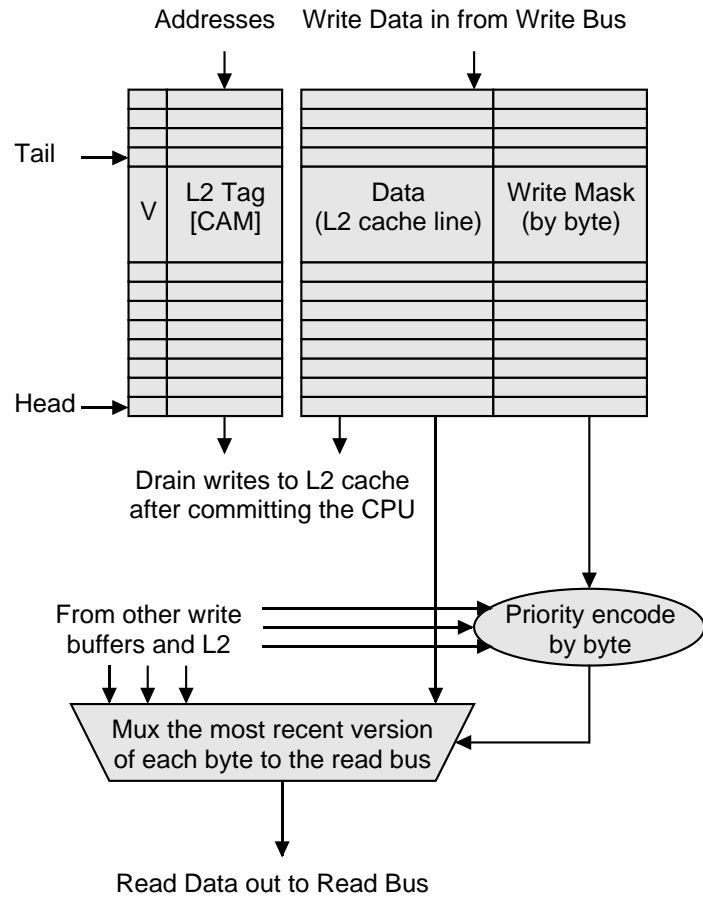 Addresses
Write Data in from Write Bus
Tail
V
L2 Tag
[CAM]
Data
(L2 cache line)
Write Mask
(by byte)
Head
Drain writes to L2 cache
after committing the CPU
From other write
buffers and L2
Priority encode
by byte
Mux the most recent version
of each byte to the read bus
Read Data out to Read Bus